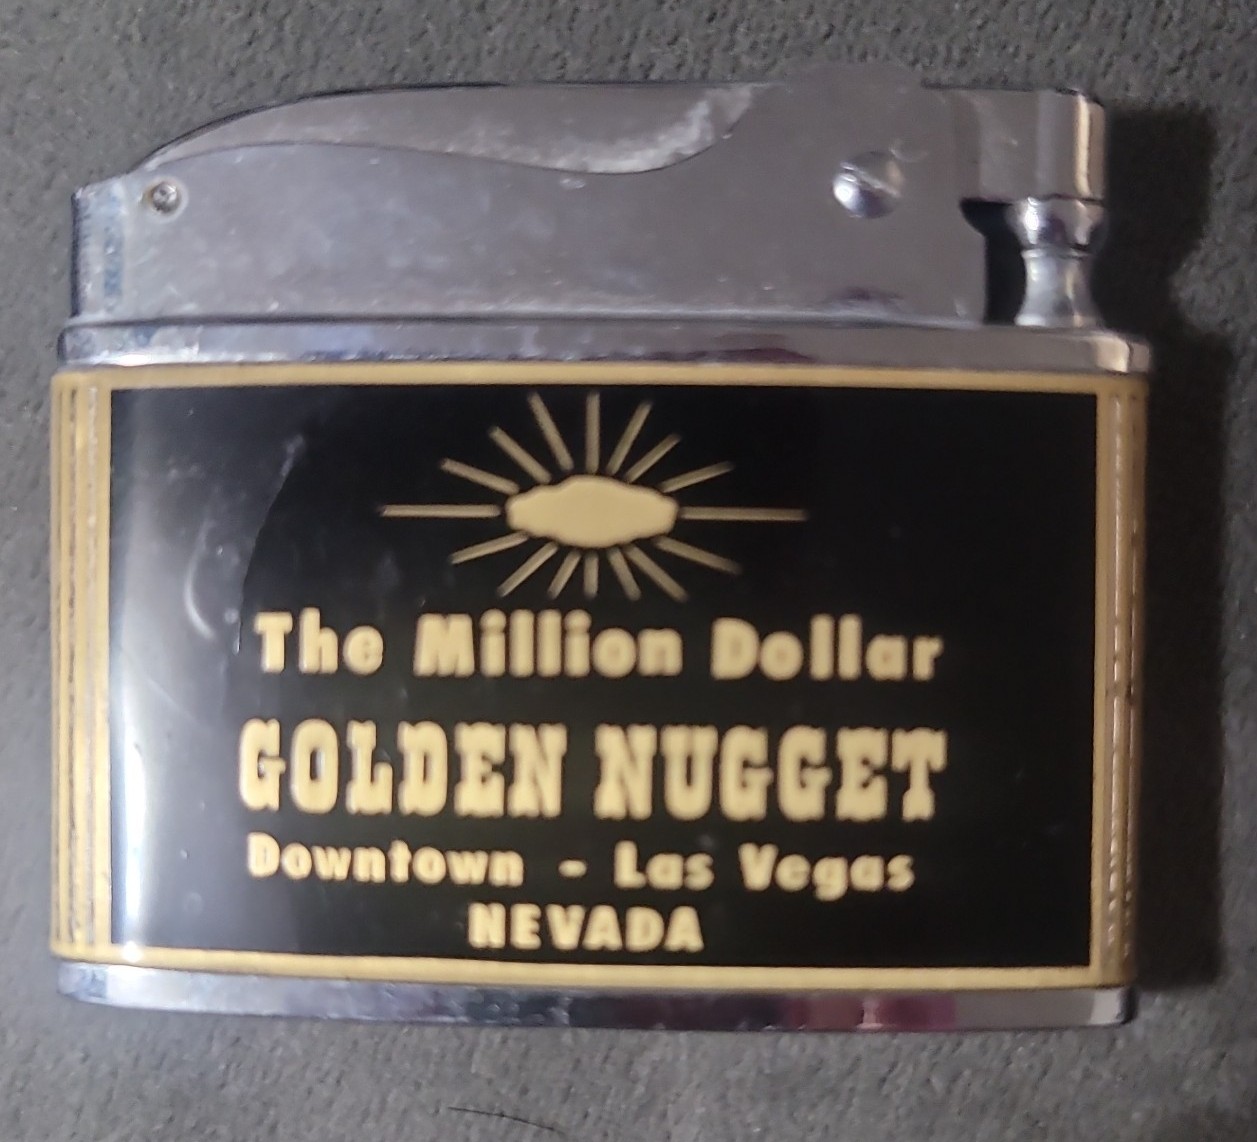 The Million Dollar
GOLDEN NUGGET
Downtown - Las Vegas
NEVADA